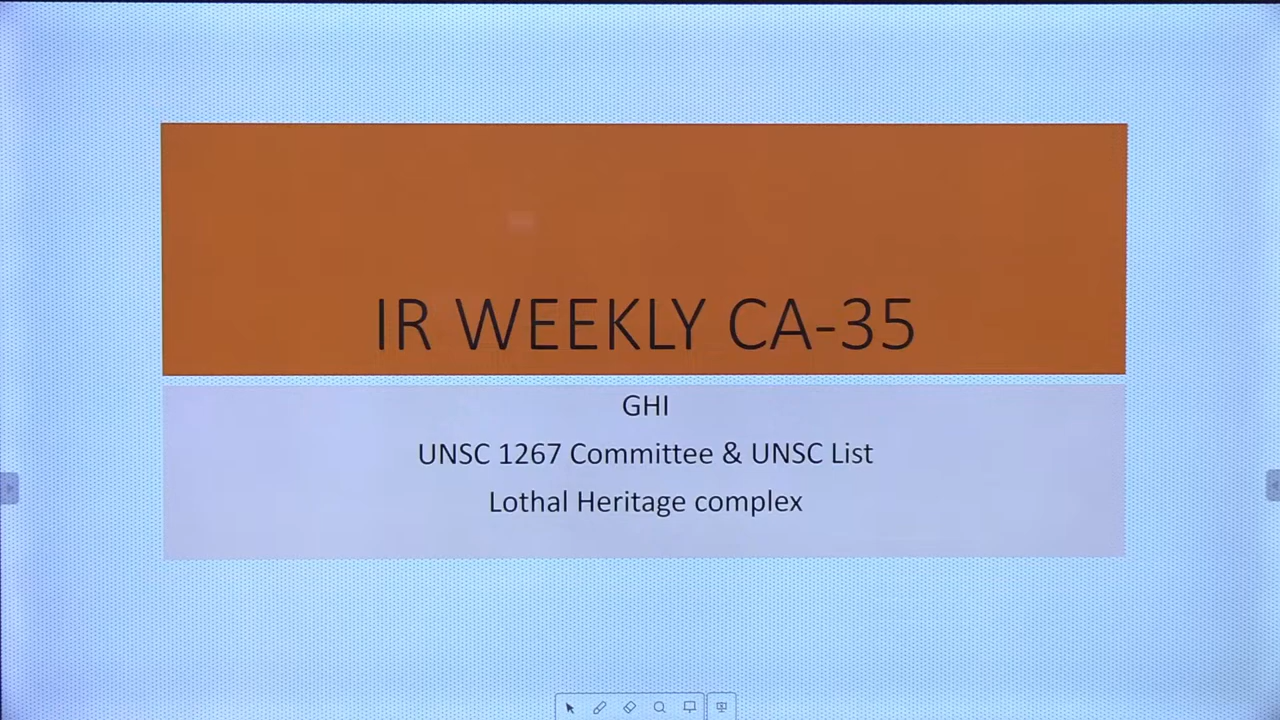 IR WEEKLY CA-35
GHI
UNSC 1267 Committee & UNSC List
Lothal Heritage complex